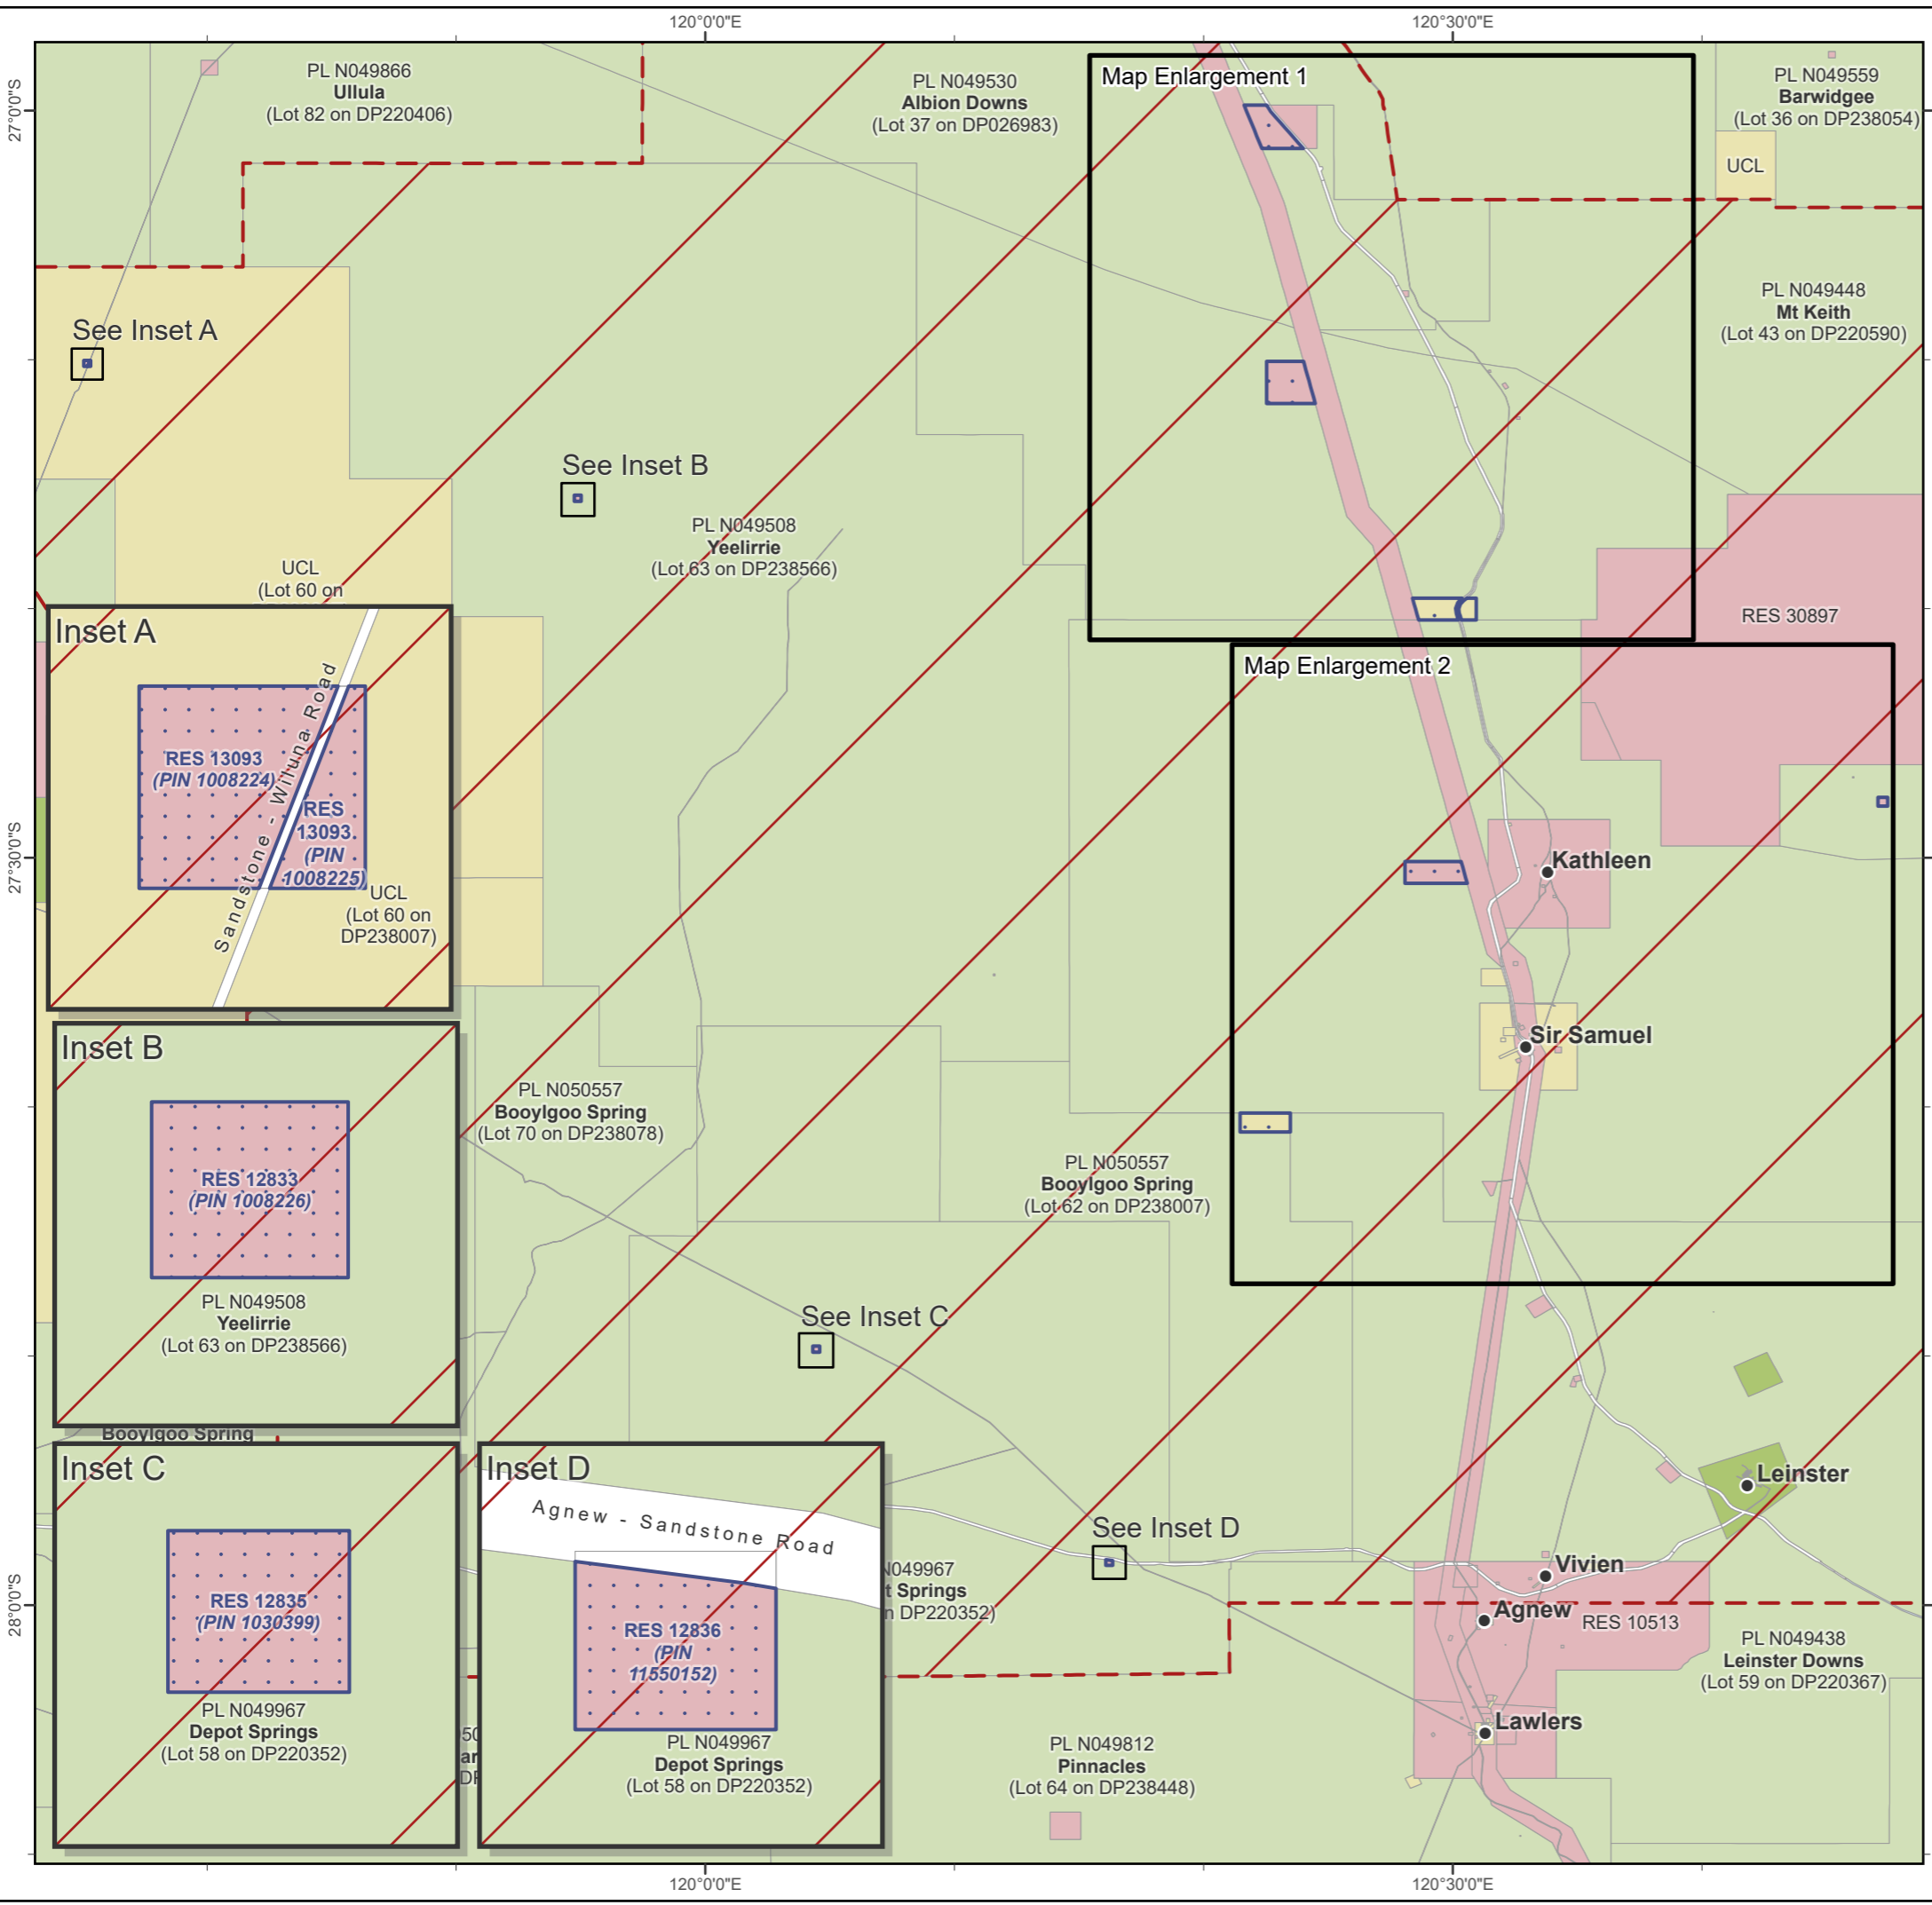 120°0'0"E
120°30'0"E
27°0'0"S
27°30'0"S
28°0'0"S
PL N049866
Ullula
(Lot 82 on DP220406)
PL N049530
Albion Downs
(Lot 37 on DP026983)
Map Enlargement 1
PL N049559
Barwidgee
(Lot 36 on DP238054)
UCL
PL N049448
Mt Keith
(Lot 43 on DP220590)
See Inset A
See Inset B
PL N049508
Yeelirrie
(Lot 63 on DP238566)
UCL
(Lot 60 on
RES 30897
Map Enlargement 2
Inset A
RES 13093
(PIN 1008224)
RES
13093
(PIN
1008225)
Sandstone - Wiluna Road
UCL
(Lot 60 on
DP238007)
Kathleen
Sir Samuel
Inset B
RES 12833
(PIN 1008226)
PL N049508
Yeelirrie
(Lot 63 on DP238566)
PL N050557
Booylgoo Spring
(Lot 70 on DP238078)
PL N050557
Booylgoo Spring
(Lot 62 on DP238007)
See Inset C
Booylgoo Spring
Inset C
RES 12835
(PIN 1030399)
PL N049967
Depot Springs
(Lot 58 on DP220352)
Inset D
Agnew - Sandstone Road
RES 12836
(PIN
11550152)
PL N049967
Depot Springs
(Lot 58 on DP220352)
See Inset D
N049967
t Springs
n DP220352)
Leinster
Vivien
Agnew
RES 10513
PL N049438
Leinster Downs
(Lot 59 on DP220367)
Lawlers
PL N049812
Pinnacles
(Lot 64 on DP238448)
120°0'0"E
120°30'0"E